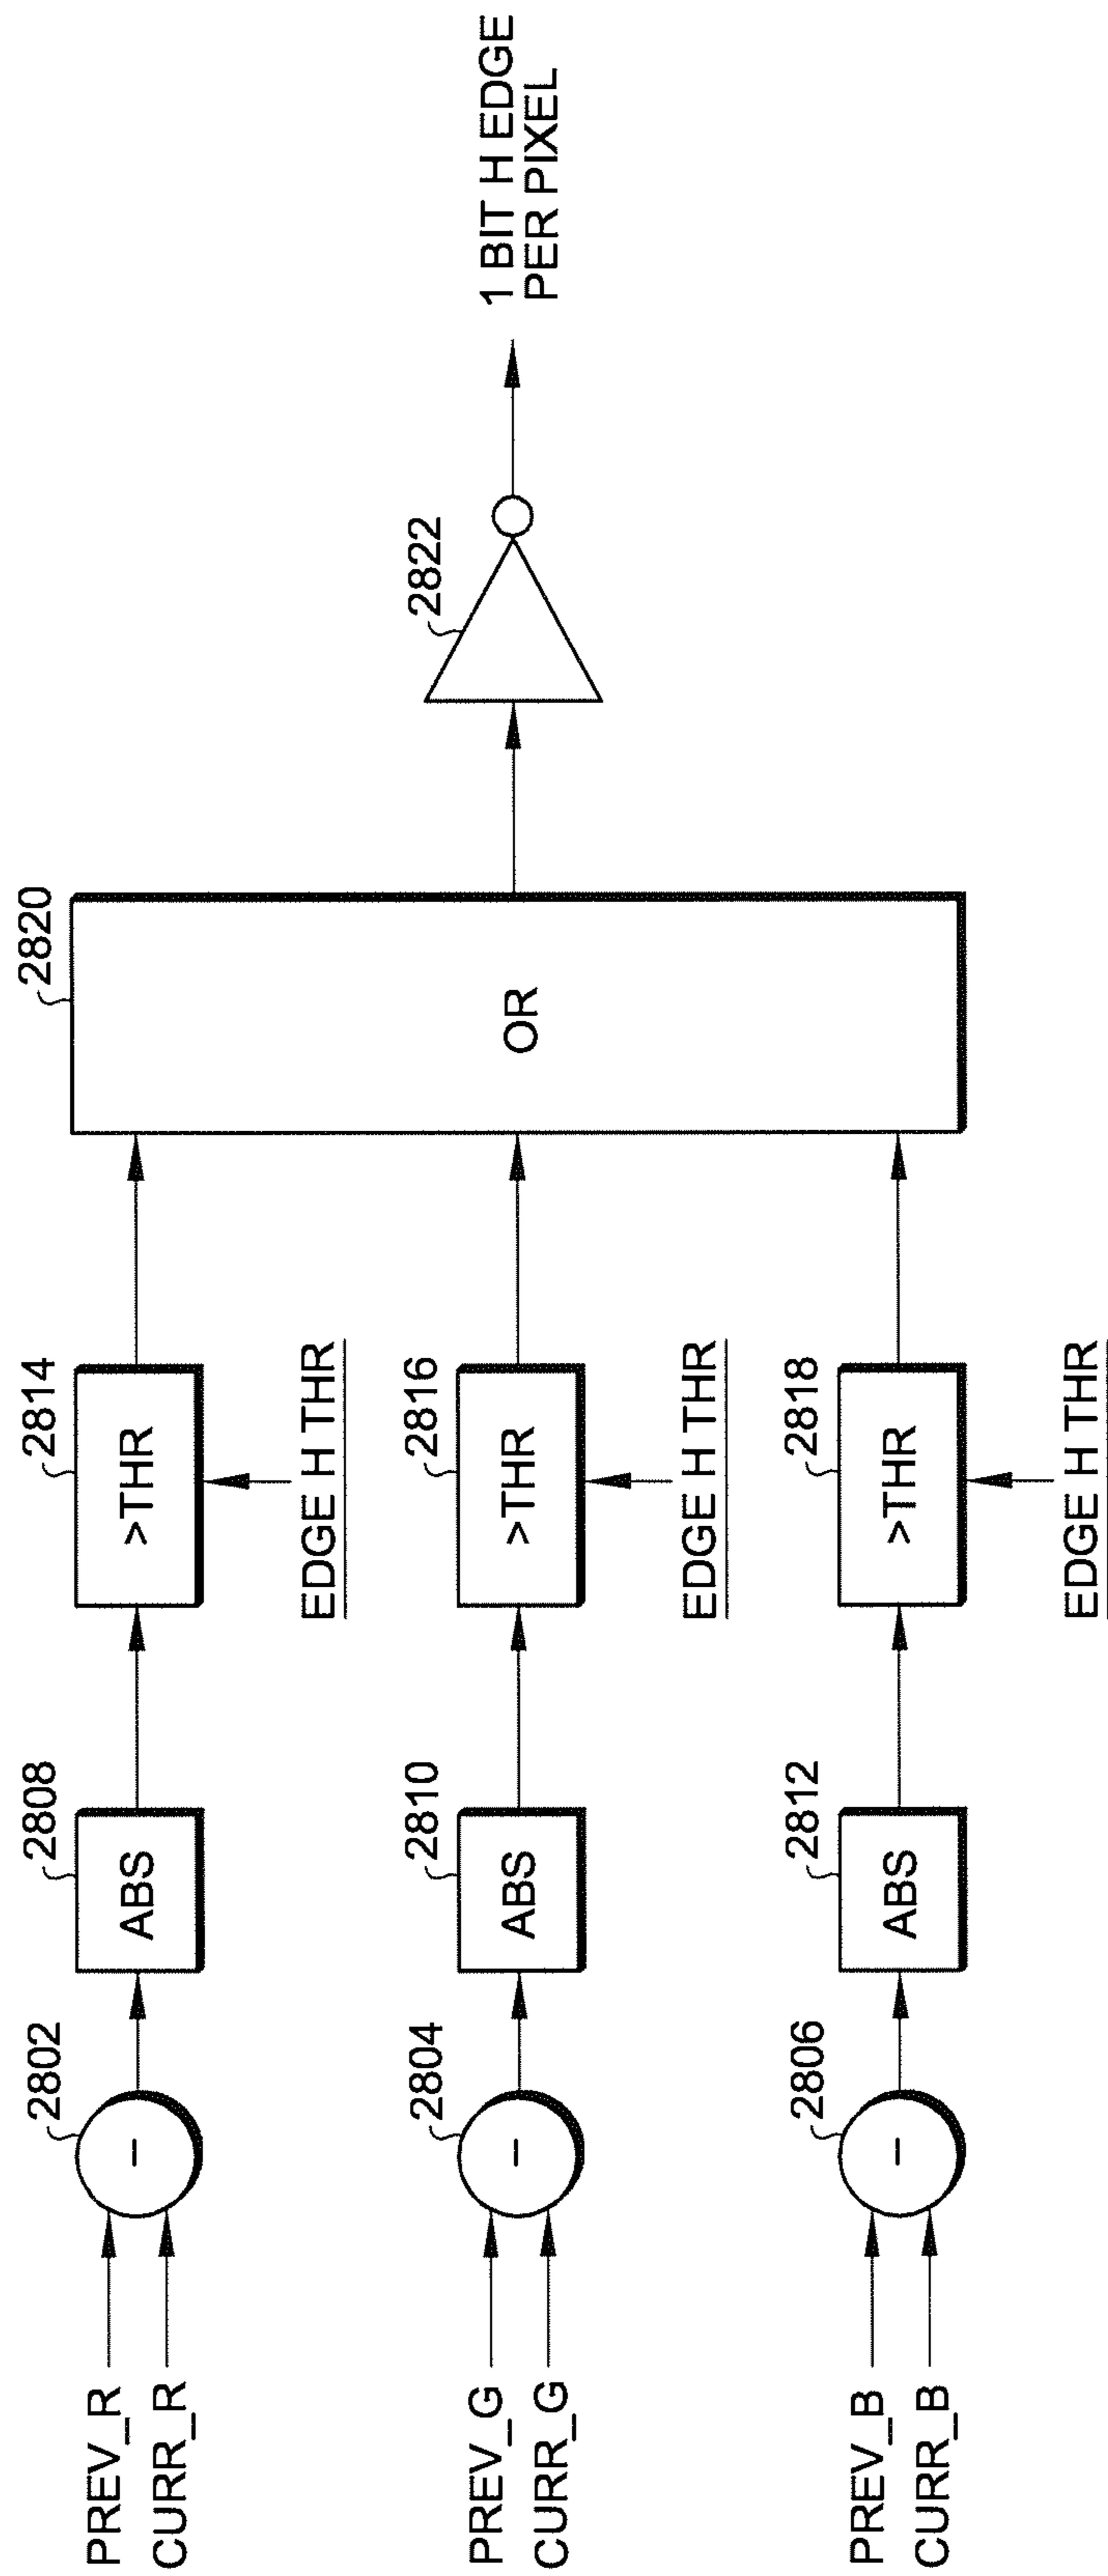 PREV_R
CURR_R
2802
–
2808
ABS
2814
>THR
EDGE H THR
PREV_G
CURR_G
2804
–
2810
ABS
2816
>THR
EDGE H THR
PREV_B
CURR_B
2806
–
2812
ABS
2818
>THR
EDGE H THR
2820
OR
2822
1 BIT H EDGE
PER PIXEL